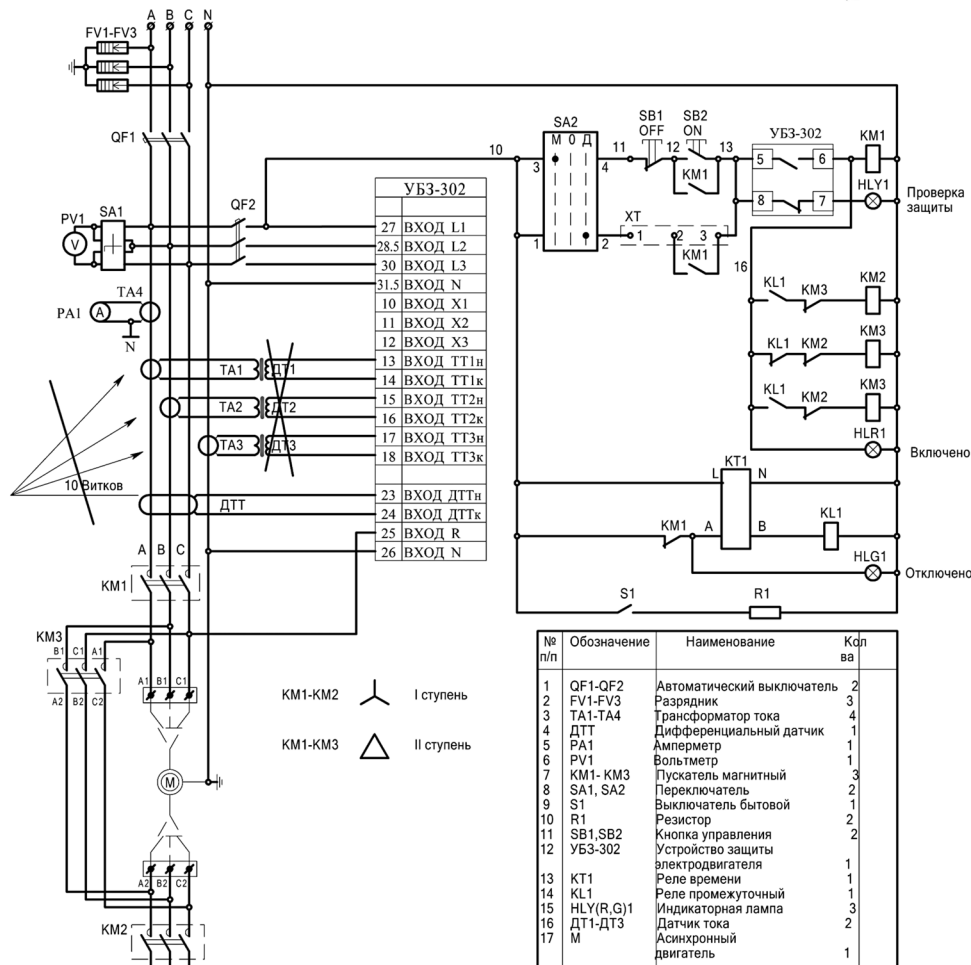 A B C N
FV1-FV3
QF1
PV1
SA1
V
QF2
TA4
PA1
A
N
УБЗ-302
27 ВХОД L1
28.5 ВХОД L2
30 ВХОД L3
31.5 ВХОД N
10 ВХОД X1
11 ВХОД X2
12 ВХОД X3
13 ВХОД ТТ1н
14 ВХОД ТТ1к
15 ВХОД ТТ2н
16 ВХОД ТТ2к
17 ВХОД ТТ3н
18 ВХОД ТТ3к
23 ВХОД ДТТн
24 ВХОД ДТТк
25 ВХОД R
26 ВХОД N
TA1 ДТ1
TA2 ДТ2
TA3 ДТ3
10 Витков
ДТТ
A B C
KM1
KM3
B1 C1 A1
A2 B2 C2
A1 B1 C1
M
A2 B2 C2
KM2
KM1-KM2 I ступень
KM1-KM3 II ступень
10
SA2
М 0 Д
3 4
1 2
11
SB1
OFF
12
SB2
ON
13
KM1
XT
1 2 3
KM1
УБЗ-302
5 6
8 7
KM1
HLY1
Проверка
защиты
16
KL1 KM3 KM2
KL1 KM2 KM3
KL1 KM2 KM3
HLR1
Включено
KT1
L N
KM1 A B KL1
HLG1
Отключено
S1 R1
№ п/п Обозначение Наименование Кол ва
1 QF1-QF2 Автоматический выключатель 2
2 FV1-FV3 Разрядник 3
3 TA1-TA4 Трансформатор тока 4
4 ДТТ Дифференциальный датчик 1
5 PA1 Амперметр 1
6 PV1 Вольтметр 1
7 KM1- KM3 Пускатель магнитный 3
8 SA1, SA2 Переключатель 2
9 S1 Выключатель бытовой 1
10 R1 Резистор 2
11 SB1,SB2 Кнопка управления 2
12 УБЗ-302 Устройство защиты
электродвигателя 1
13 KT1 Реле времени 1
14 KL1 Реле промежуточный 1
15 HLY(R,G)1 Индикаторная лампа 3
16 ДТ1-ДТ3 Датчик тока 2
17 M Асинхронный
двигатель 1